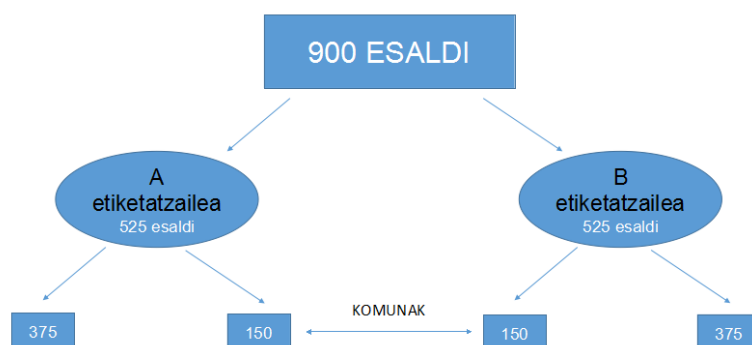 900 ESALDI
A
etiketatzailea
525 esaldi
B
etiketatzailea
525 esaldi
KOMUNAK
375
150
150
375